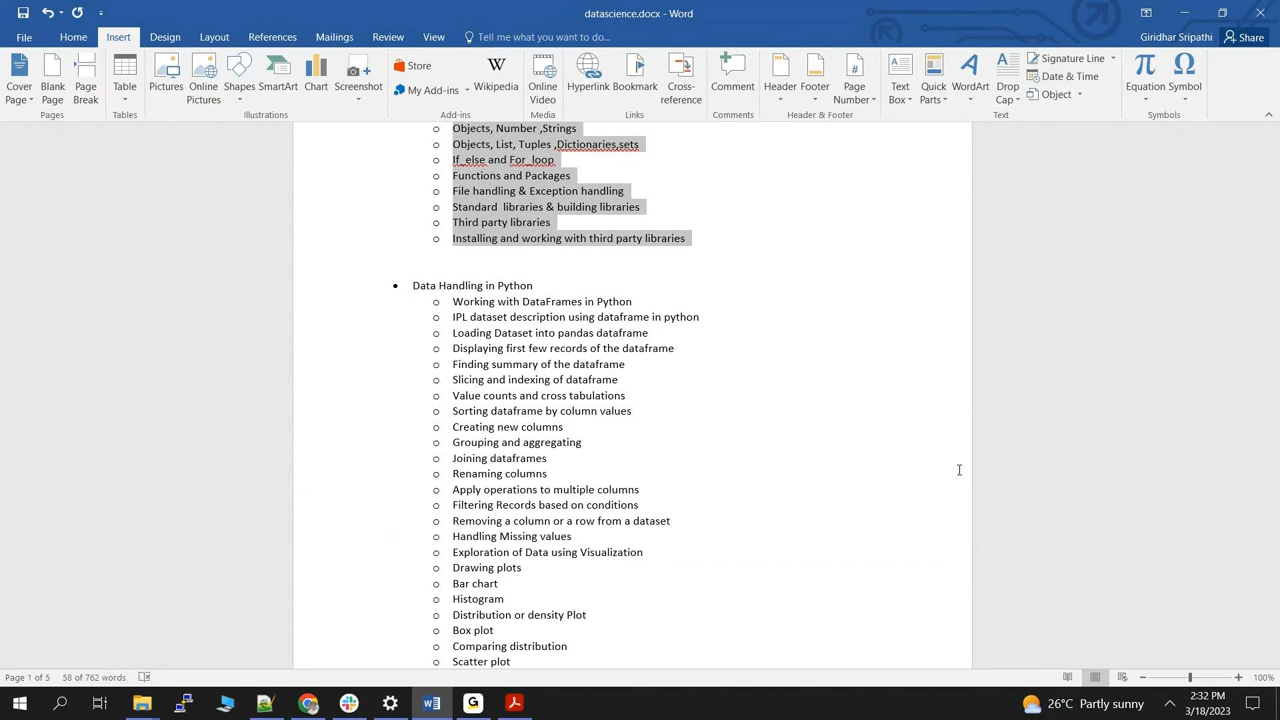 datascience.docx - Word
File Home Insert Design Layout References Mailings Review View Tell me what you want to do... Giridhar Sripathi Share
Cover Page Blank Page Page Break Table Pictures Online Pictures Shapes SmartArt Chart Screenshot Store My Add-ins Wikipedia Online Video Hyperlink Bookmark Cross-reference Comment Header Footer Page Number Text Box Quick Parts WordArt Drop Cap Signature Line Date & Time Object Equation Symbol
Pages Tables Illustrations Add-ins Media Links Comments Header & Footer Text Symbols
o Objects, Number ,Strings
o Objects, List, Tuples ,Dictionaries,sets
o If_else and For_loop
o Functions and Packages
o File handling & Exception handling
o Standard libraries & building libraries
o Third party libraries
o Installing and working with third party libraries
• Data Handling in Python
o Working with DataFrames in Python
o IPL dataset description using dataframe in python
o Loading Dataset into pandas dataframe
o Displaying first few records of the dataframe
o Finding summary of the dataframe
o Slicing and indexing of dataframe
o Value counts and cross tabulations
o Sorting dataframe by column values
o Creating new columns
o Grouping and aggregating
o Joining dataframes
o Renaming columns
o Apply operations to multiple columns
o Filtering Records based on conditions
o Removing a column or a row from a dataset
o Handling Missing values
o Exploration of Data using Visualization
o Drawing plots
o Bar chart
o Histogram
o Distribution or density Plot
o Box plot
o Comparing distribution
o Scatter plot
Page 1 of 5 58 of 762 words 100%
26°C Partly sunny 2:32 PM
3/18/2023